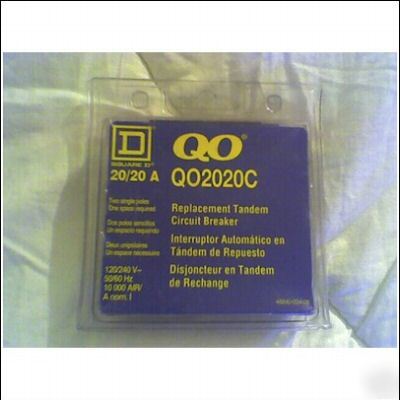 SQUARE D
20/20 A
Two single poles
One space required
Dos polos sencillos
Un espacio requerido
Deux unipolaires
Un espace nécessaire
120/240 V~
50/60 Hz
10 000 AIR/
A nom. I
QO®
QO2020C
Replacement Tandem
Circuit Breaker
Interruptor Automático en
Tándem de Repuesto
Disjoncteur en Tandem
de Rechange